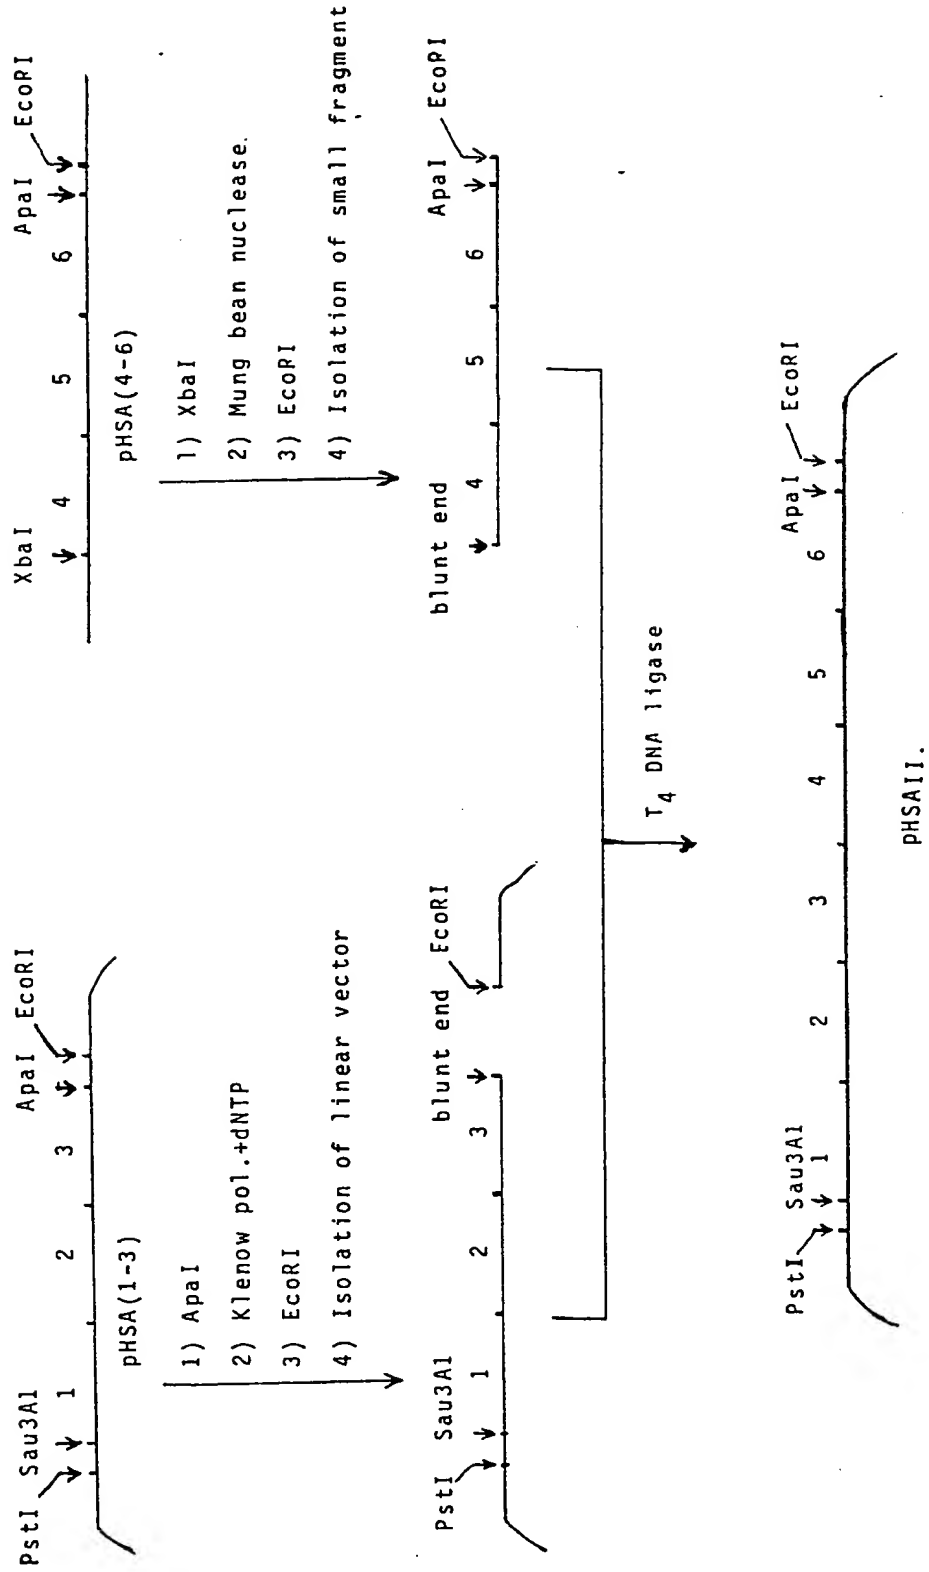 PstI Sau3A1 1 2 3 ApaI EcoRI
pHSA(1-3)
1) ApaI
2) Klenow pol.+dNTP
3) EcoRI
4) Isolation of linear vector
PstI Sau3A1 1 2 3 blunt end EcoRI
XbaI 4 5 6 ApaI EcoRI
pHSA(4-6)
1) XbaI
2) Mung bean nuclease.
3) EcoRI
4) Isolation of small fragment
blunt end 4 5 6 ApaI EcoRI
T4 DNA ligase
PstI Sau3A1 1 2 3 4 5 6 ApaI EcoRI
pHSAII.